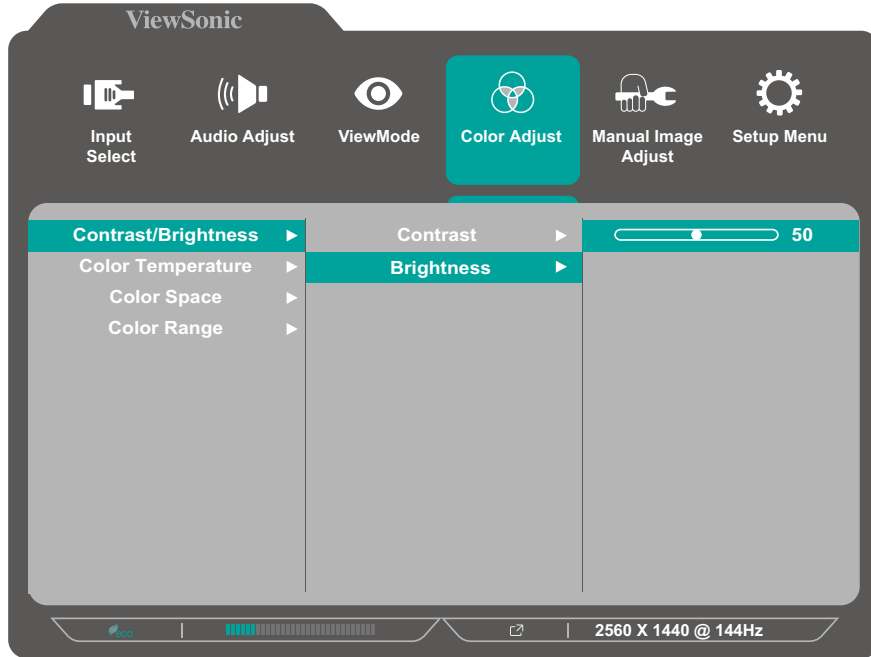 ViewSonic
Input
Select
Audio Adjust
ViewMode
Color Adjust
Manual Image
Adjust
Setup Menu
Contrast/Brightness
Contrast
50
Color Temperature
Brightness
Color Space
Color Range
2560 X 1440 @ 144Hz